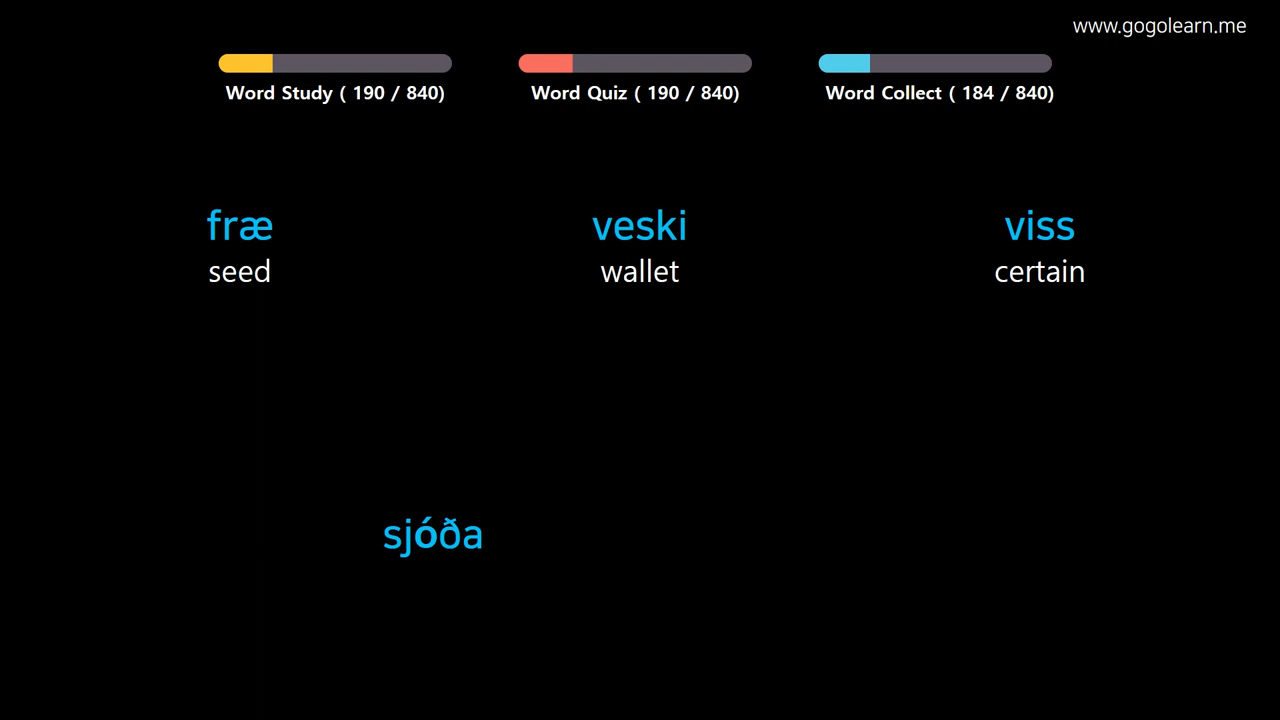 www.gogolearn.me
Word Study ( 190 / 840)
Word Quiz ( 190 / 840)
Word Collect ( 184 / 840)
fræ
veski
viss
seed
wallet
certain
sjóða